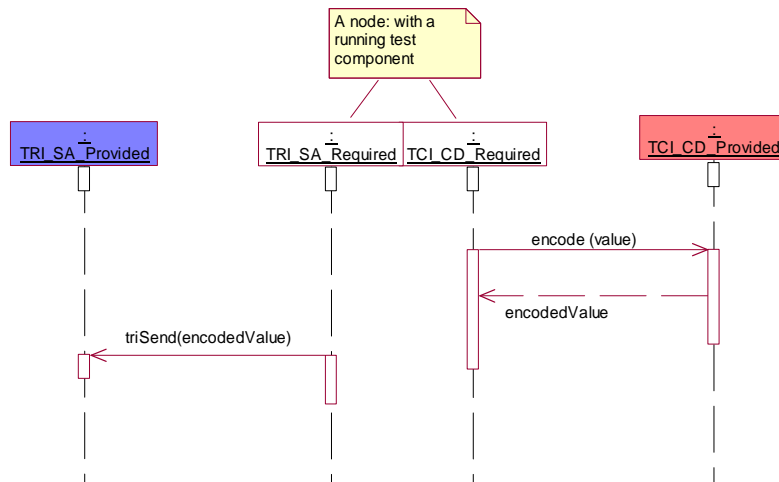 A node: with a
running test
component
:
TRI_SA_Provided
:
TRI_SA_Required
:
TCI_CD_Required
:
TCI_CD_Provided
encode (value)
encodedValue
triSend(encodedValue)